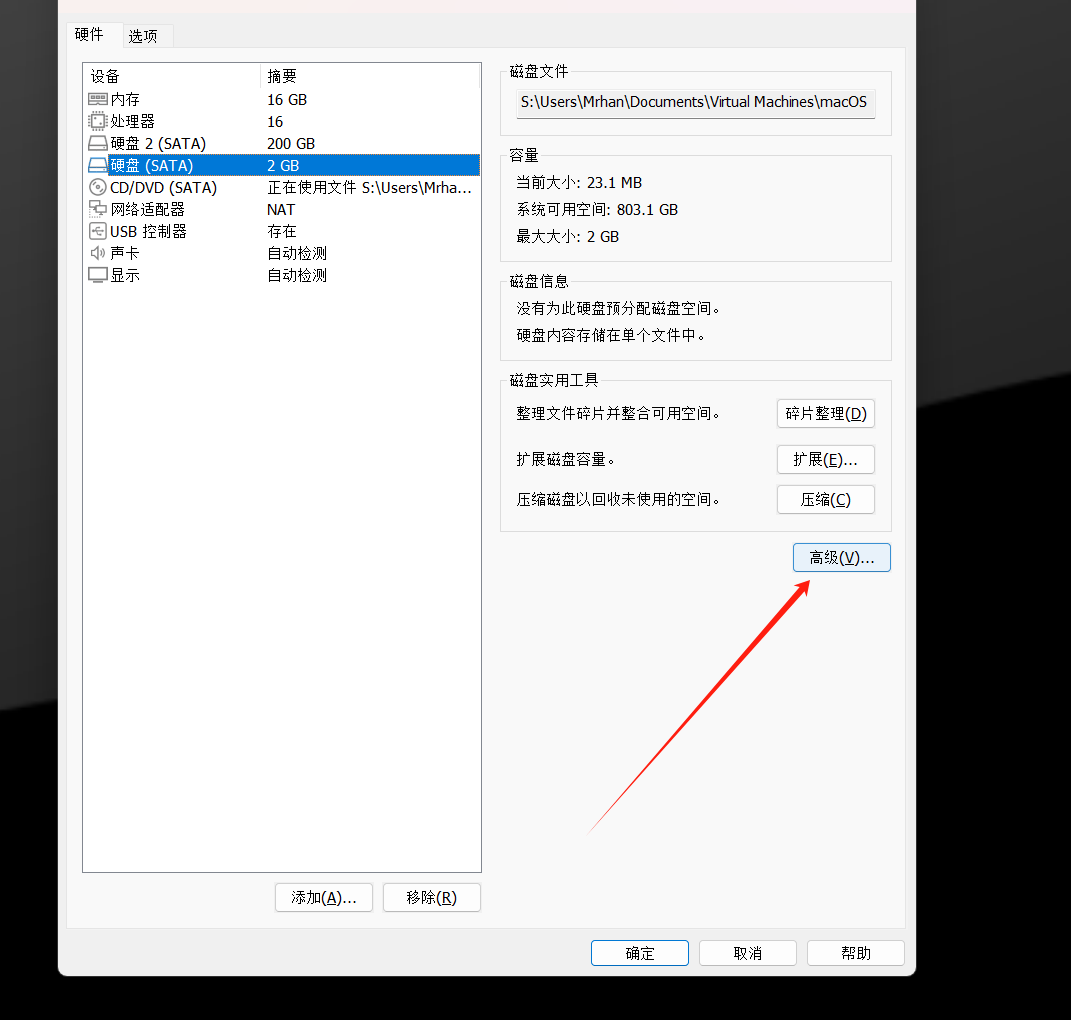 硬件 选项
设备 摘要
内存 16 GB
处理器 16
硬盘 2 (SATA) 200 GB
硬盘 (SATA) 2 GB
CD/DVD (SATA) 正在使用文件 S:\Users\Mrha...
网络适配器 NAT
USB 控制器 存在
声卡 自动检测
显示 自动检测
添加(A)... 移除(R)
磁盘文件
S:\Users\Mrhan\Documents\Virtual Machines\macOS
容量
当前大小: 23.1 MB
系统可用空间: 803.1 GB
最大大小: 2 GB
磁盘信息
没有为此硬盘预分配磁盘空间。
硬盘内容存储在单个文件中。
磁盘实用工具
整理文件碎片并整合可用空间。 碎片整理(D)
扩展磁盘容量。 扩展(E)...
压缩磁盘以回收未使用的空间。 压缩(C)
高级(V)...
确定 取消 帮助